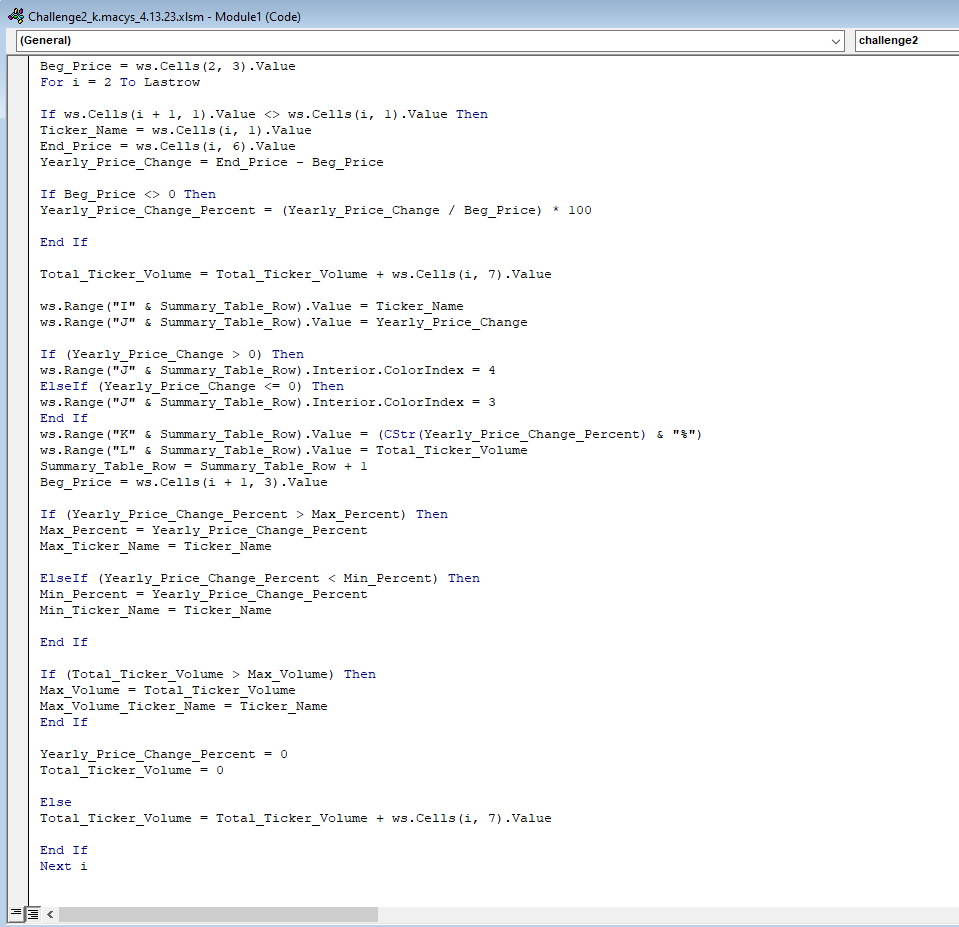 Challenge2_k.macys_4.13.23.xlsm - Module1 (Code)
(General)
challenge2
Beg_Price = ws.Cells(2, 3).Value
For i = 2 To Lastrow
If ws.Cells(i + 1, 1).Value <> ws.Cells(i, 1).Value Then
Ticker_Name = ws.Cells(i, 1).Value
End_Price = ws.Cells(i, 6).Value
Yearly_Price_Change = End_Price - Beg_Price
If Beg_Price <> 0 Then
Yearly_Price_Change_Percent = (Yearly_Price_Change / Beg_Price) * 100
End If
Total_Ticker_Volume = Total_Ticker_Volume + ws.Cells(i, 7).Value
ws.Range("I" & Summary_Table_Row).Value = Ticker_Name
ws.Range("J" & Summary_Table_Row).Value = Yearly_Price_Change
If (Yearly_Price_Change > 0) Then
ws.Range("J" & Summary_Table_Row).Interior.ColorIndex = 4
ElseIf (Yearly_Price_Change <= 0) Then
ws.Range("J" & Summary_Table_Row).Interior.ColorIndex = 3
End If
ws.Range("K" & Summary_Table_Row).Value = (CStr(Yearly_Price_Change_Percent) & "%")
ws.Range("L" & Summary_Table_Row).Value = Total_Ticker_Volume
Summary_Table_Row = Summary_Table_Row + 1
Beg_Price = ws.Cells(i + 1, 3).Value
If (Yearly_Price_Change_Percent > Max_Percent) Then
Max_Percent = Yearly_Price_Change_Percent
Max_Ticker_Name = Ticker_Name
ElseIf (Yearly_Price_Change_Percent < Min_Percent) Then
Min_Percent = Yearly_Price_Change_Percent
Min_Ticker_Name = Ticker_Name
End If
If (Total_Ticker_Volume > Max_Volume) Then
Max_Volume = Total_Ticker_Volume
Max_Volume_Ticker_Name = Ticker_Name
End If
Yearly_Price_Change_Percent = 0
Total_Ticker_Volume = 0
Else
Total_Ticker_Volume = Total_Ticker_Volume + ws.Cells(i, 7).Value
End If
Next i